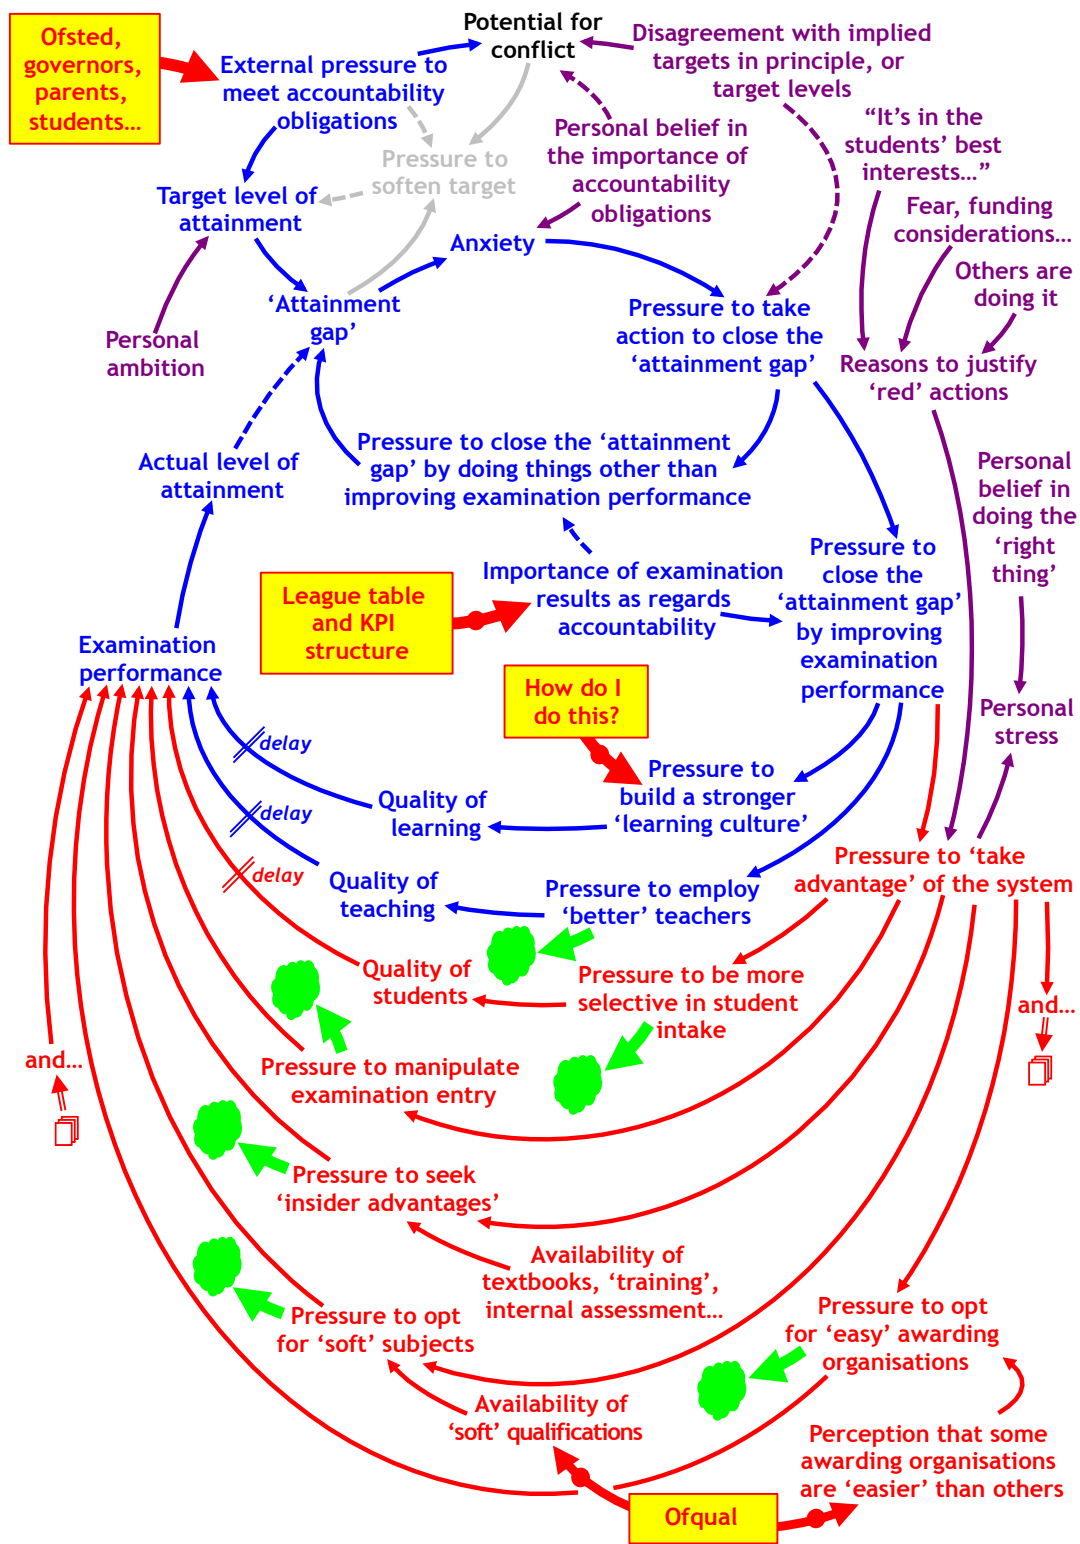 Ofsted,
governors,
parents,
students…
External pressure to
meet accountability
obligations
Potential for
conflict
Disagreement with implied
targets in principle, or
target levels
Personal belief in
the importance of
accountability
obligations
“It’s in the
students’ best
interests…”
Fear, funding
considerations…
Others are
doing it
Pressure to
soften target
Target level of
attainment
Anxiety
‘Attainment
gap’
Personal
ambition
Pressure to take
action to close the
‘attainment gap’
Reasons to justify
‘red’ actions
Actual level of
attainment
Pressure to close the ‘attainment
gap’ by doing things other than
improving examination performance
Personal
belief in
doing the
‘right
thing’
League table
and KPI
structure
Importance of examination
results as regards
accountability
Pressure to
close the
‘attainment gap’
by improving
examination
performance
Examination
performance
How do I
do this?
Personal
stress
delay
delay
delay
Quality of
learning
Pressure to
build a stronger
‘learning culture’
Quality of
teaching
Pressure to employ
‘better’ teachers
Pressure to ‘take
advantage’ of the system
Quality of
students
Pressure to be more
selective in student
intake
and…
and…
Pressure to manipulate
examination entry
Pressure to seek
‘insider advantages’
Availability of
textbooks, ‘training’,
internal assessment…
Pressure to opt
for ‘soft’ subjects
Pressure to opt
for ‘easy’ awarding
organisations
Availability of
‘soft’ qualifications
Perception that some
awarding organisations
are ‘easier’ than others
Ofqual